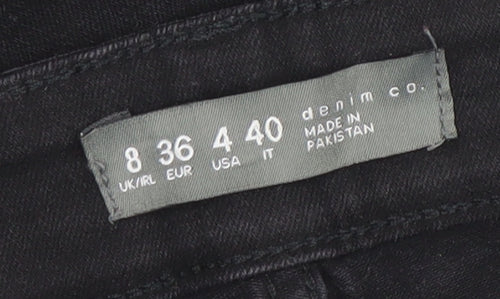 8 36 4 40
UK/IRL EUR USA IT
denim co.
MADE IN
PAKISTAN